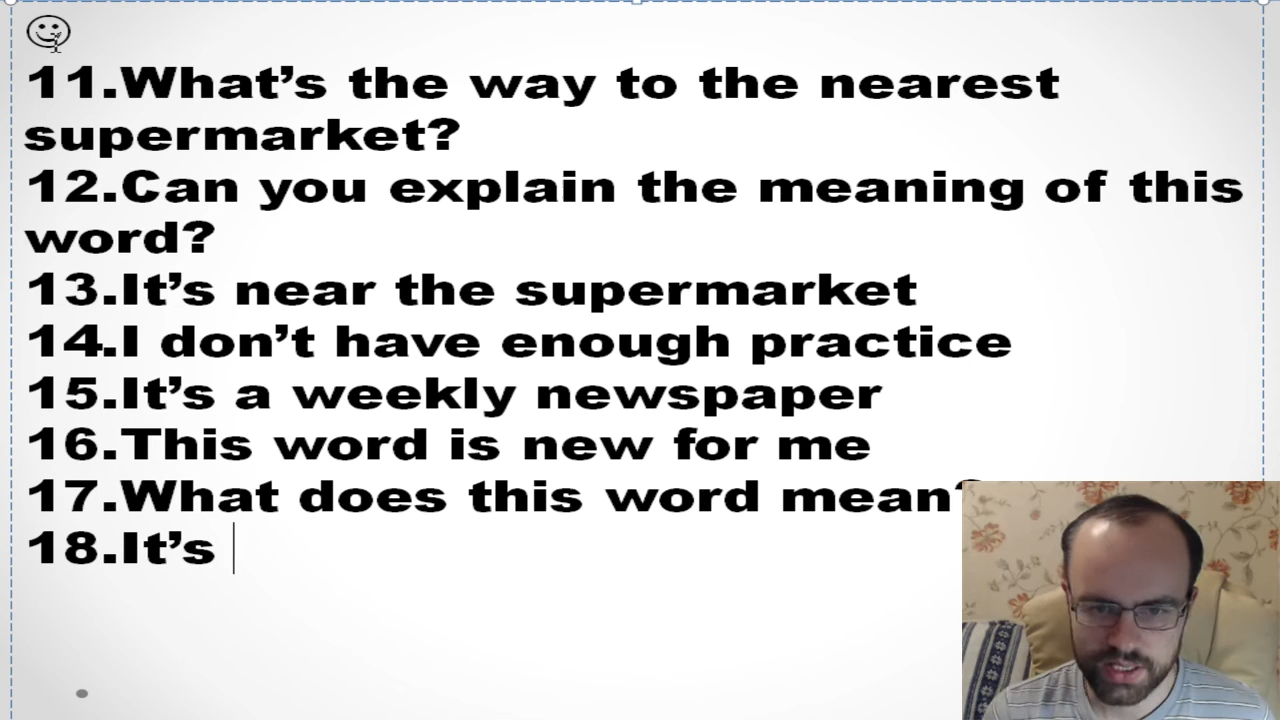 11.What’s the way to the nearest
supermarket?
12.Can you explain the meaning of this
word?
13.It’s near the supermarket
14.I don’t have enough practice
15.It’s a weekly newspaper
16.This word is new for me
17.What does this word mean?
18.It’s